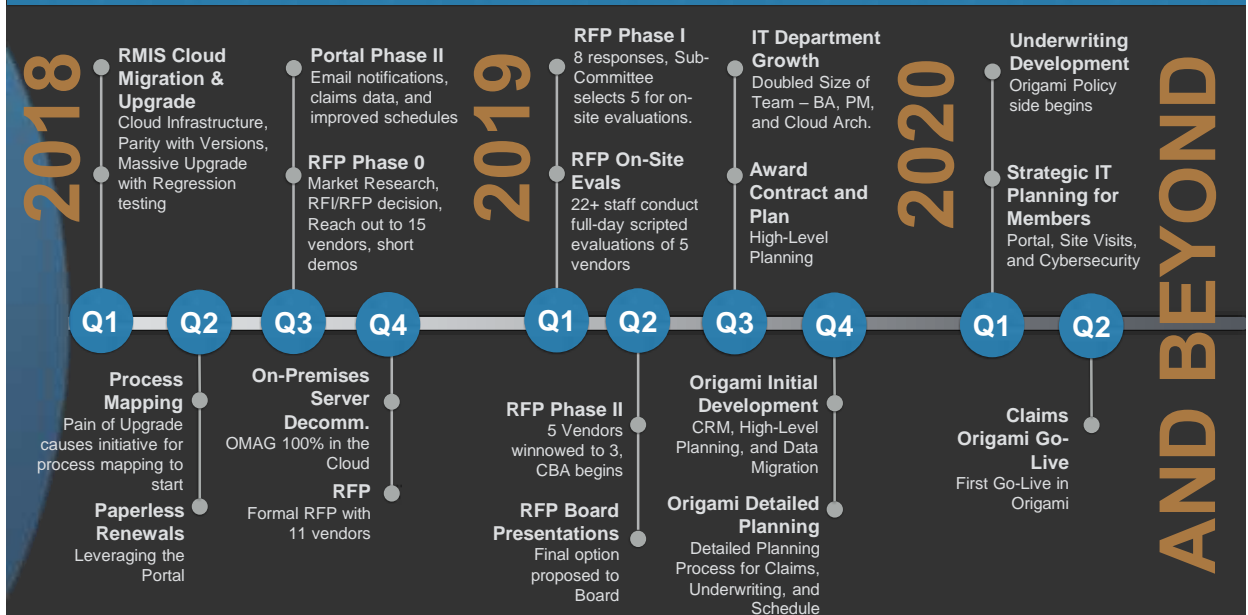 2018
RMIS Cloud
Migration &
Upgrade
Cloud Infrastructure,
Parity with Versions,
Massive Upgrade
with Regression
testing
Portal Phase II
Email notifications,
claims data, and
improved schedules
RFP Phase 0
Market Research,
RFI/RFP decision,
Reach out to 15
vendors, short
demos
2019
RFP Phase I
8 responses, Sub-
Committee
selects 5 for on-
site evaluations.
RFP On-Site
Evals
22+ staff conduct
full-day scripted
evaluations of 5
vendors
IT Department
Growth
Doubled Size of
Team – BA, PM,
and Cloud Arch.
Award
Contract and
Plan
High-Level
Planning
2020
Underwriting
Development
Origami Policy
side begins
Strategic IT
Planning for
Members
Portal, Site Visits,
and Cybersecurity
AND BEYOND
Q1
Q2
Q3
Q4
Q1
Q2
Q3
Q4
Q1
Q2
Process
Mapping
Pain of Upgrade
causes initiative for
process mapping to
start
Paperless
Renewals
Leveraging the
Portal
On-Premises
Server
Decomm.
OMAG 100% in the
Cloud
RFP
Formal RFP with
11 vendors
RFP Phase II
5 Vendors
winnowed to 3,
CBA begins
RFP Board
Presentations
Final option
proposed to
Board
Origami Initial
Development
CRM, High-Level
Planning, and Data
Migration
Origami Detailed
Planning
Detailed Planning
Process for Claims,
Underwriting, and
Schedule
Claims
Origami Go-
Live
First Go-Live in
Origami